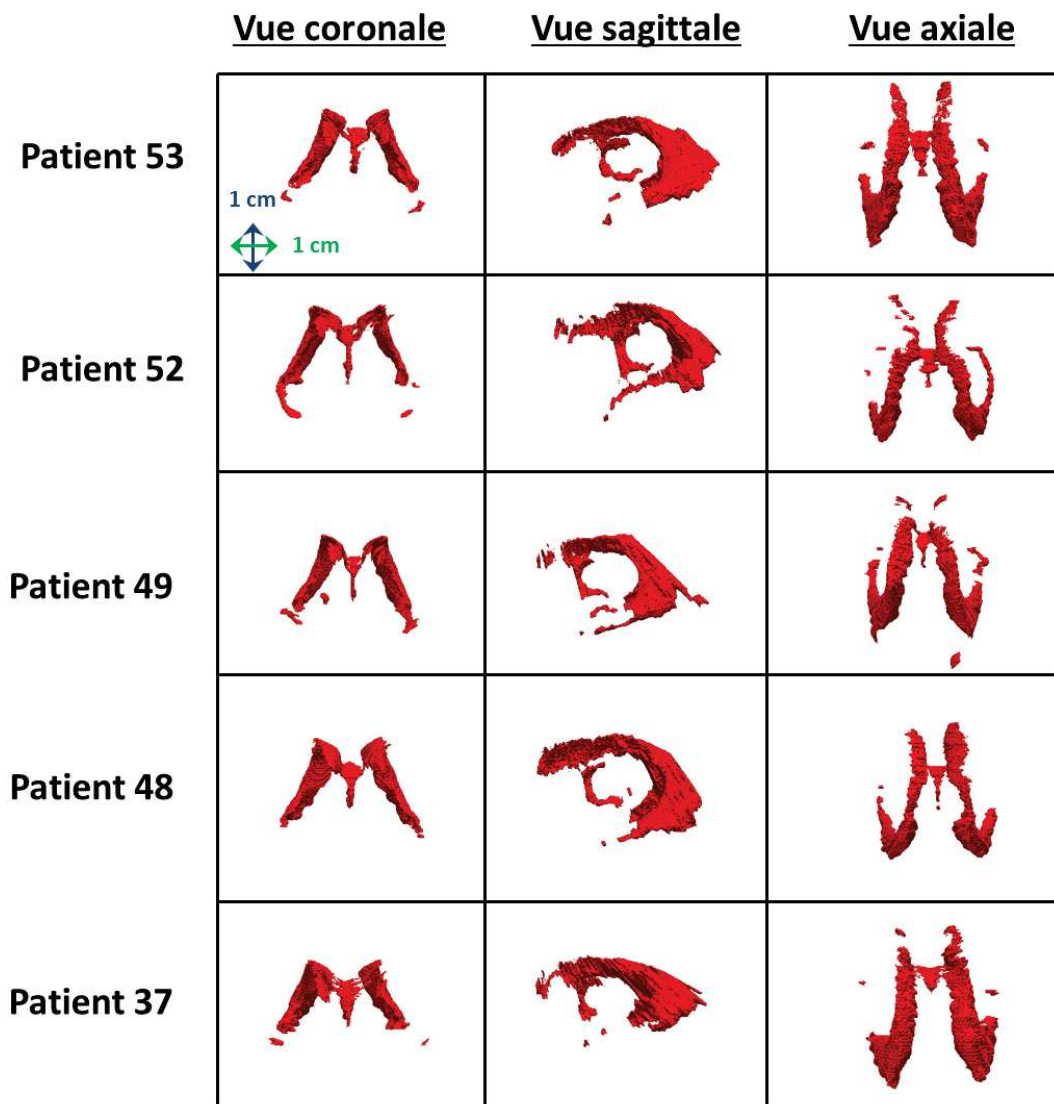 Vue coronale Vue sagittale Vue axiale
Patient 53
1 cm
1 cm
Patient 52
Patient 49
Patient 48
Patient 37